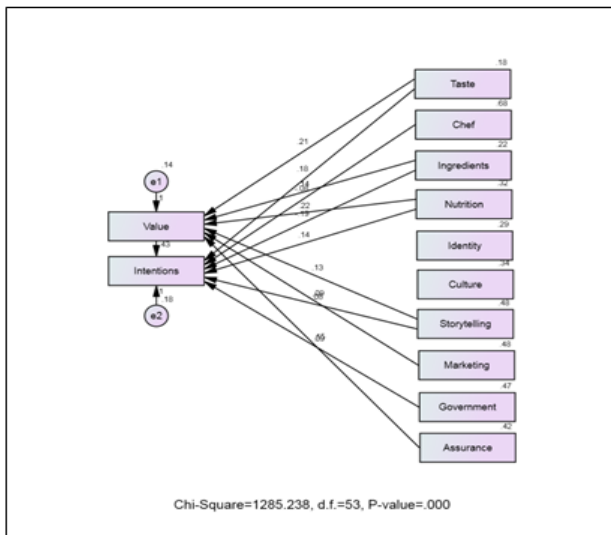 .18
Taste
.68
Chef
.22
Ingredients
.32
Nutrition
.29
Identity
.34
Culture
.48
Storytelling
.48
Marketing
.47
Government
.42
Assurance
.14
e1
1
Value
.43
Intentions
1
.18
e2
.21
.18
.22
.14
.13
Chi-Square=1285.238, d.f.=53, P-value=.000